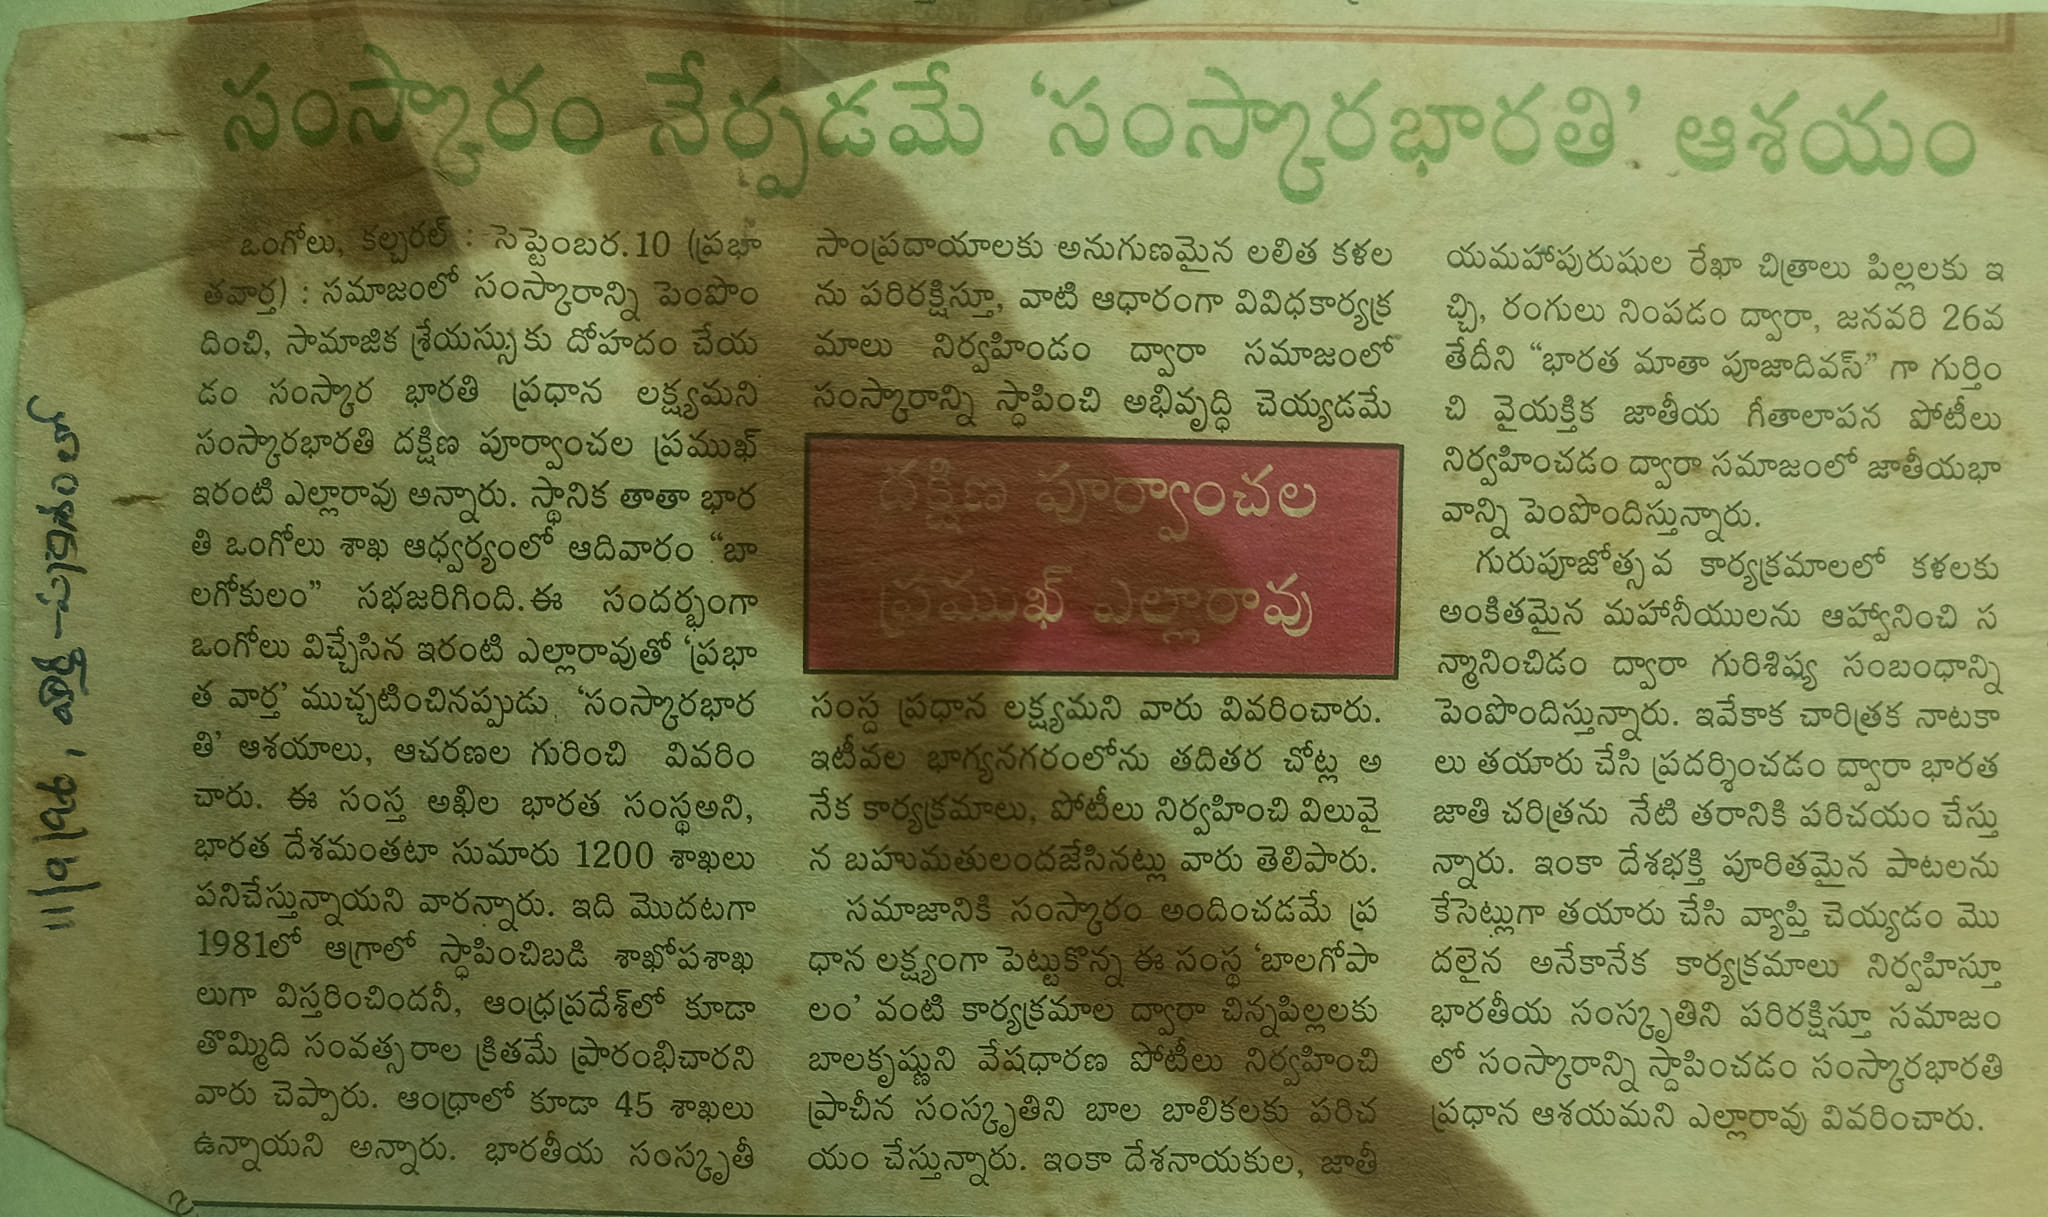 సంస్కారం నేర్పడమే ‘సంస్కారభారతి’ ఆశయం
ఒంగోలు, కల్చరల్ : సెప్టెంబర.10 (ప్రభా
తవార్త) : సమాజంలో సంస్కారాన్ని పెంపొం
దించి, సామాజిక శ్రేయస్సుకు దోహదం చేయ
డం సంస్కార భారతి ప్రధాన లక్ష్యమని
సంస్కారభారతి దక్షిణ పూర్వాంచల ప్రముఖ్
ఇరంటి ఎల్లారావు అన్నారు. స్థానిక తాతా భార
తి ఒంగోలు శాఖ ఆధ్వర్యంలో ఆదివారం “బా
లగోకులం” సభజరిగింది.ఈ సందర్భంగా
ఒంగోలు విచ్చేసిన ఇరంటి ఎల్లారావుతో ‘ప్రభా
త వార్త’ ముచ్చటించినప్పుడు, ‘సంస్కారభార
తి’ ఆశయాలు, ఆచరణల గురించి వివరిం
చారు. ఈ సంస్త అఖిల భారత సంస్థఅని,
భారత దేశమంతటా సుమారు 1200 శాఖలు
పనిచేస్తున్నాయని వారన్నారు. ఇది మొదటగా
1981లో ఆగ్రాలో స్థాపించిబడి శాఖోపశాఖ
లుగా విస్తరించిందనీ, ఆంధ్రప్రదేశ్‌లో కూడా
తొమ్మిది సంవత్సరాల క్రితమే ప్రారంభిచారని
వారు చెప్పారు. ఆంధ్రాలో కూడా 45 శాఖలు
ఉన్నాయని అన్నారు. భారతీయ సంస్కృతీ
సాంప్రదాయాలకు అనుగుణమైన లలిత కళల
ను పరిరక్షిస్తూ, వాటి ఆధారంగా వివిధకార్యక్ర
మాలు నిర్వహిండం ద్వారా సమాజంలో
సంస్కారాన్ని స్థాపించి అభివృద్ధి చెయ్యడమే
దక్షిణ పూర్వాంచల
ప్రముఖ్ ఎల్లారావు
సంస్ద ప్రధాన లక్ష్యమని వారు వివరించారు.
ఇటీవల భాగ్యనగరంలోను తదితర చోట్ల అ
నేక కార్యక్రమాలు, పోటీలు నిర్వహించి విలువై
న బహుమతులందజేసినట్లు వారు తెలిపారు.
సమాజానికి సంస్కారం అందించడమే ప్ర
ధాన లక్ష్యంగా పెట్టుకొన్న ఈ సంస్థ ‘బాలగోపా
లం’ వంటి కార్యక్రమాల ద్వారా చిన్నపిల్లలకు
బాలకృష్ణుని వేషధారణ పోటీలు నిర్వహించి
ప్రాచీన సంస్కృతిని బాల బాలికలకు పరిచ
యం చేస్తున్నారు. ఇంకా దేశనాయకుల, జాతీ
యమహాపురుషుల రేఖా చిత్రాలు పిల్లలకు ఇ
చ్చి, రంగులు నింపడం ద్వారా, జనవరి 26వ
తేదీని “భారత మాతా పూజాదివస్” గా గుర్తిం
చి వైయక్తిక జాతీయ గీతాలాపన పోటీలు
నిర్వహించడం ద్వారా సమాజంలో జాతీయభా
వాన్ని పెంపొందిస్తున్నారు.
గురుపూజోత్సవ కార్యక్రమాలలో కళలకు
అంకితమైన మహానీయులను ఆహ్వానించి స
న్మానించిడం ద్వారా గురిశిష్య సంబంధాన్ని
పెంపొందిస్తున్నారు. ఇవేకాక చారిత్రక నాటకా
లు తయారు చేసి ప్రదర్శించడం ద్వారా భారత
జాతి చరిత్రను నేటి తరానికి పరిచయం చేస్తు
న్నారు. ఇంకా దేశభక్తి పూరితమైన పాటలను
కేసెట్లుగా తయారు చేసి వ్యాప్తి చెయ్యడం మొ
దలైన అనేకానేక కార్యక్రమాలు నిర్వహిస్తూ
భారతీయ సంస్కృతిని పరిరక్షిస్తూ సమాజం
లో సంస్కారాన్ని స్దాపించడం సంస్కారభారతి
ప్రధాన ఆశయమని ఎల్లారావు వివరించారు.
11/9/96, వార్త - ప్రకాశంలో